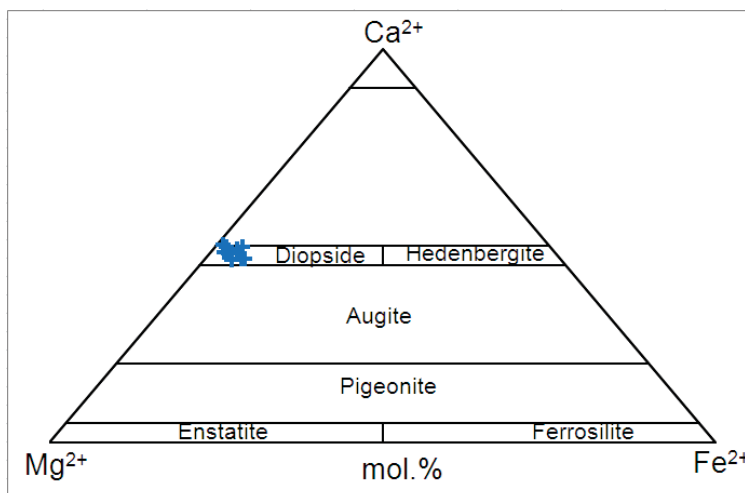 Ca²⁺
Diopside
Hedenbergite
Augite
Pigeonite
Enstatite
Ferrosilite
Mg²⁺
mol.%
Fe²⁺